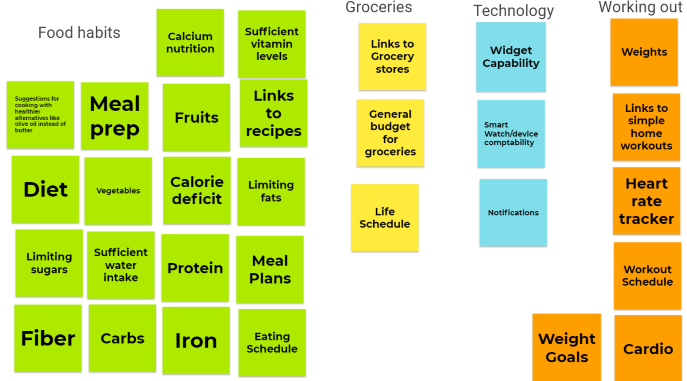 Food habits
Calcium
nutrition
Sufficient
vitamin
levels
Suggestions for
cooking with
healthier
alternatives like
olive oil instead of
butter
Meal
prep
Fruits
Links
to
recipes
Diet
Vegetables
Calorie
deficit
Limiting
fats
Limiting
sugars
Sufficient
water
intake
Protein
Meal
Plans
Fiber
Carbs
Iron
Eating
Schedule
Groceries
Links to
Grocery
stores
General
budget
for
groceries
Life
Schedule
Technology
Widget
Capability
Smart
Watch/device
comptability
Notifications
Working out
Weights
Links to
simple
home
workouts
Heart
rate
tracker
Workout
Schedule
Weight
Goals
Cardio